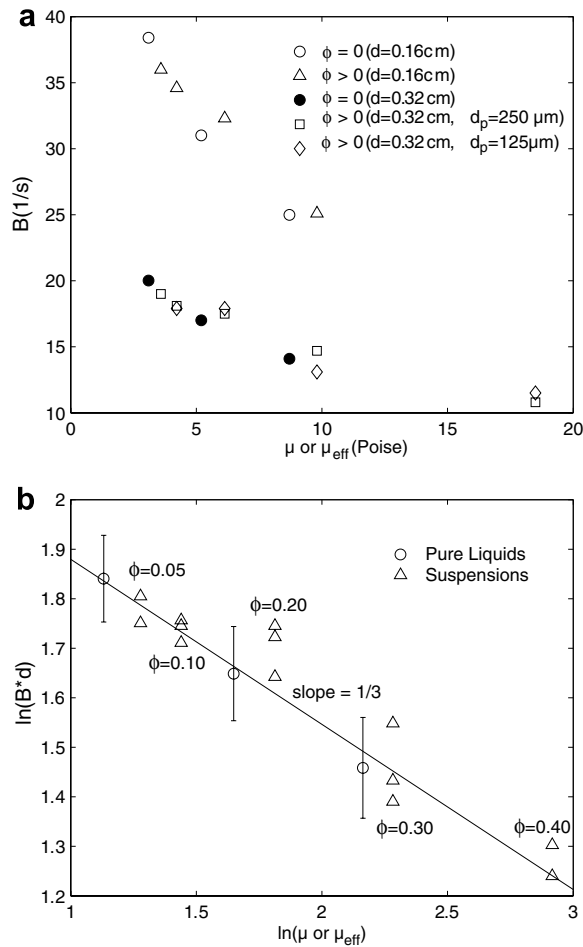 a
40
35
30
25
20
15
10
B(1/s)
ϕ = 0(d=0.16cm)
ϕ > 0(d=0.16cm)
ϕ = 0(d=0.32cm)
ϕ > 0(d=0.32cm, dp=250 µm)
ϕ > 0(d=0.32cm, dp=125µm)
0 5 10 15 20
µ or µeff(Poise)
b
2
1.9
1.8
1.7
1.6
1.5
1.4
1.3
1.2
ln(B*d)
Pure Liquids
Suspensions
ϕ=0.05
ϕ=0.20
ϕ=0.10
slope = 1/3
ϕ=0.30
ϕ=0.40
1 1.5 2 2.5 3
ln(µ or µeff)